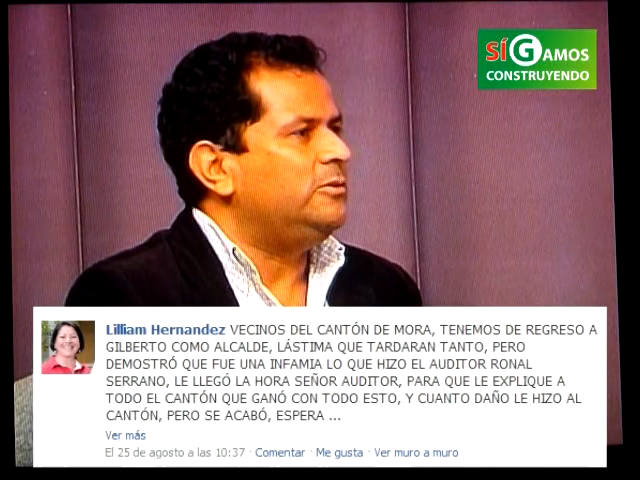 SÍGAMOS
CONSTRUYENDO
Lilliam Hernandez VECINOS DEL CANTÓN DE MORA, TENEMOS DE REGRESO A
GILBERTO COMO ALCALDE, LÁSTIMA QUE TARDARAN TANTO, PERO
DEMOSTRÓ QUE FUE UNA INFAMIA LO QUE HIZO EL AUDITOR RONAL
SERRANO, LE LLEGÓ LA HORA SEÑOR AUDITOR, PARA QUE LE EXPLIQUE A
TODO EL CANTÓN QUE GANÓ CON TODO ESTO, Y CUANTO DAÑO LE HIZO AL
CANTÓN, PERO SE ACABÓ, ESPERA ...
Ver más
El 25 de agosto a las 10:37 · Comentar · Me gusta · Ver muro a muro